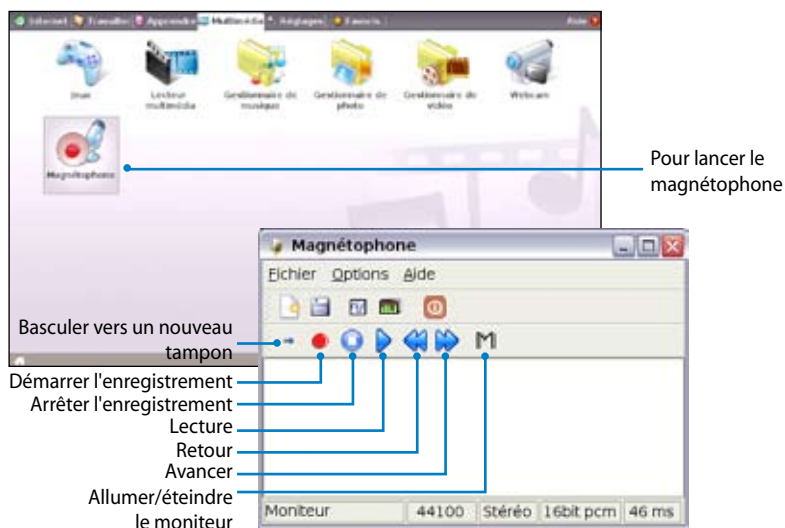 Internet Travailler Apprendre Multimédia Réglages Favoris Aide
Jeux
Lecteur
multimédia
Gestionnaire de
musique
Gestionnaire de
photo
Gestionnaire de
vidéo
Webcam
Magnétophone
Pour lancer le
magnétophone
Magnétophone
Fichier Options Aide
Basculer vers un nouveau
tampon
Démarrer l'enregistrement
Arrêter l'enregistrement
Lecture
Retour
Avancer
Allumer/éteindre
le moniteur
M
Moniteur 44100 Stéréo 16bit pcm 46 ms